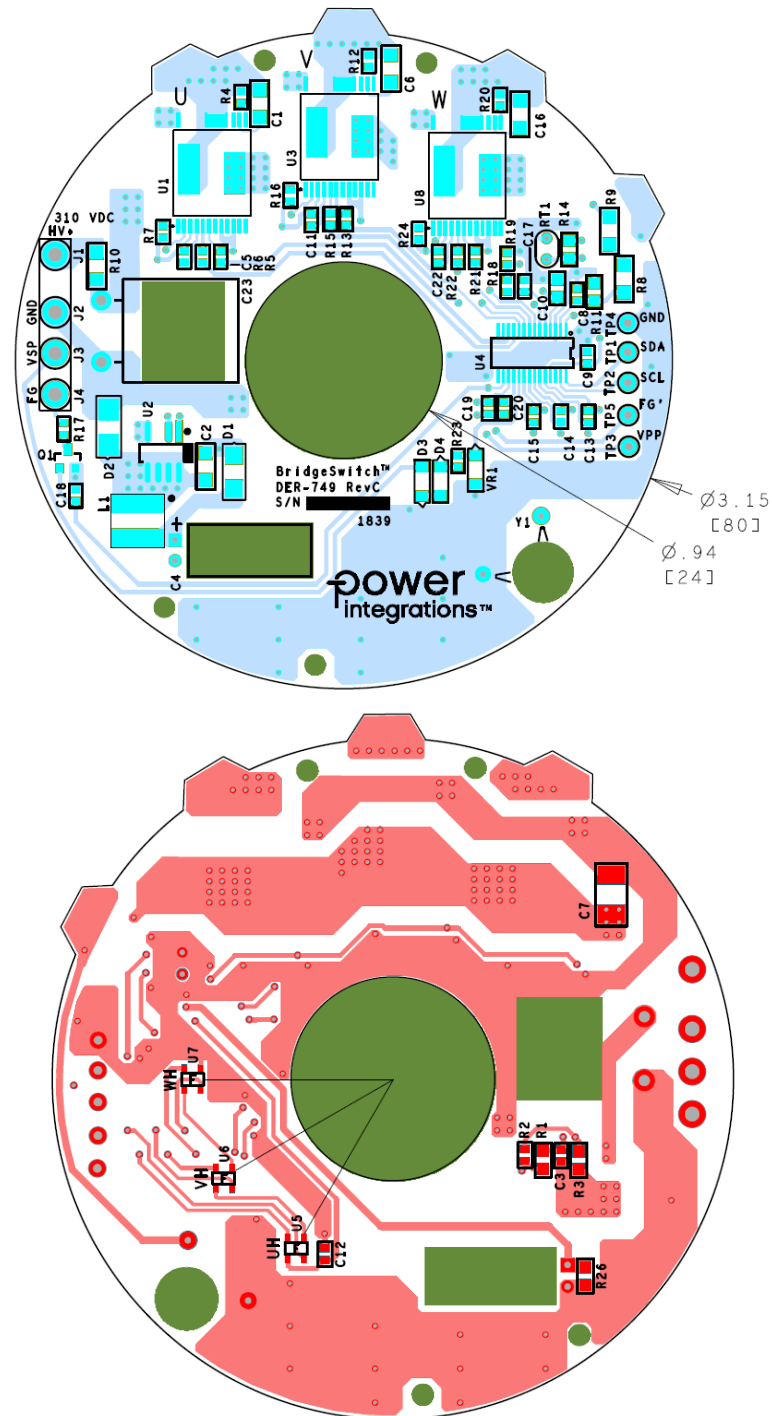 V
R12
C6
U
R4
C1
W
R20
C16
U1
U3
U8
R16
R7
C11
R15
R13
R24
C5
R6
R5
C23
C22
R22
R21
R19
R18
C17
RT1
R14
R9
R8
C10
C8
R11
310 VDC
HV+
J1
R10
GND
J2
VSP
J3
FG
J4
U4
C9
TP4
GND
TP1
SDA
TP2
SCL
TP5
FG'
TP3
VPP
R17
Q1
C18
D2
U2
C2
D1
L1
+
C4
C19
C20
C15
C14
C13
D3
D4
R23
VR1
BridgeSwitch™
DER-749 RevC
S/N
1839
Y1
Ø3.15
[80]
Ø.94
[24]
power
integrations™
C7
WH
U7
VH
U6
UH
U5
C12
R2
R1
C3
R3
R26